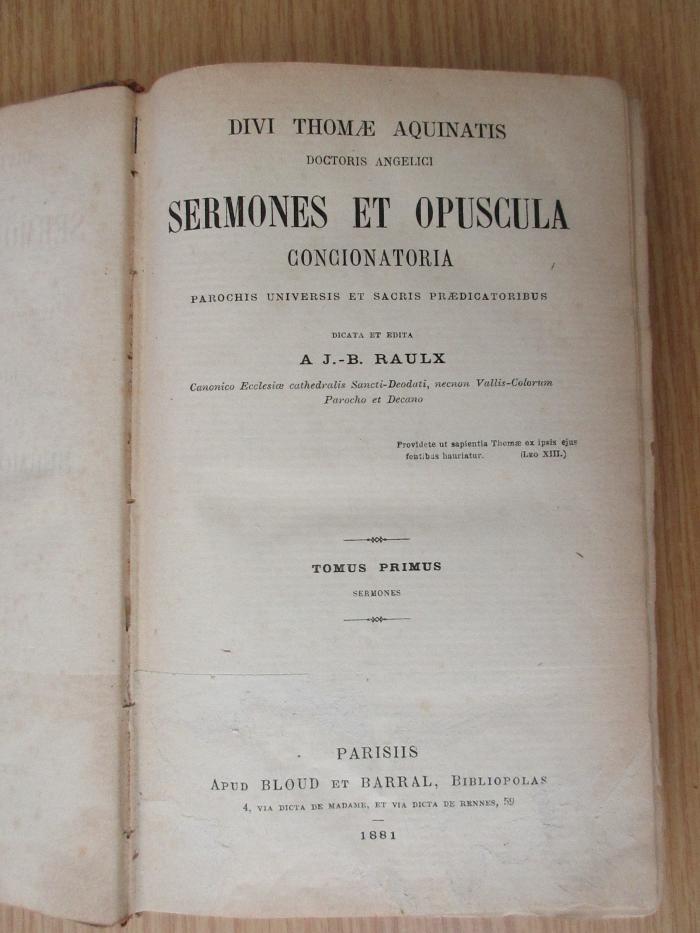 DIVI THOMÆ AQUINATIS
DOCTORIS ANGELICI
SERMONES ET OPUSCULA
CONCIONATORIA
PAROCHIS UNIVERSIS ET SACRIS PRÆDICATORIBUS
DICATA ET EDITA
A J.-B. RAULX
Canonico Ecclesiæ cathedralis Sancti-Deodati, necnon Vallis-Colorum
Parocho et Decano
Providete ut sapientia Thomæ ex ipsis ejus
fontibus hauriatur. (Leo XIII.)
TOMUS PRIMUS
SERMONES
PARISIIS
Apud BLOUD et BARRAL, Bibliopolas
4, VIA DICTA DE MADAME, ET VIA DICTA DE RENNES, 59
1881